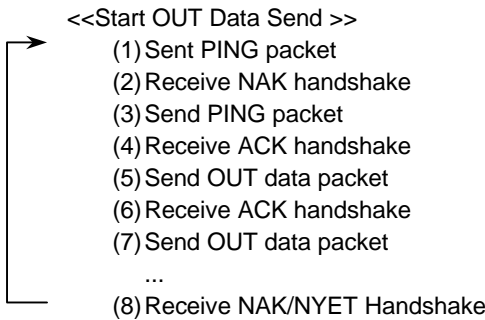 <<Start OUT Data Send >>
(1) Sent PING packet
(2) Receive NAK handshake
(3) Send PING packet
(4) Receive ACK handshake
(5) Send OUT data packet
(6) Receive ACK handshake
(7) Send OUT data packet
...
(8) Receive NAK/NYET Handshake